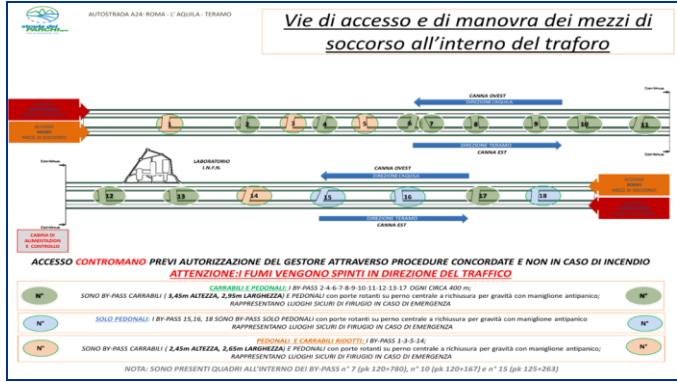 strada dei
PARCHI spa
AUTOSTRADA A24: ROMA - L' AQUILA - TERAMO
Vie di accesso e di manovra dei mezzi di
soccorso all'interno del traforo
Continua
CANNA OVEST
DIREZIONE L'AQUILA
1 2 3 4 5 6 7 8 9 10 11
DIREZIONE TERAMO
CANNA EST
Continua
LABORATORIO
I.N.F.N.
CANNA OVEST
DIREZIONE L'AQUILA
12 13 14 15 16 17 18
DIREZIONE TERAMO
CANNA EST
Continua
CABINA DI
ALIMENTAZION
E CONTROLLO
ACCESSO CONTROMANO PREVI AUTORIZZAZIONE DEL GESTORE ATTRAVERSO PROCEDURE CONCORDATE E NON IN CASO DI INCENDIO
ATTENZIONE:I FUMI VENGONO SPINTI IN DIREZIONE DEL TRAFFICO
CARRABILI E PEDONALI: I BY-PASS 2-4-6-7-8-9-10-11-12-13-17 OGNI CIRCA 400 m;
N° SONO BY-PASS CARRABILI ( 3,45m ALTEZZA, 2,95m LARGHEZZA) E PEDONALI con porte rotanti su perno centrale a richiusura per gravità con maniglione antipanico; N°
RAPPRESENTANO LUOGHI SICURI DI FIRUGIO IN CASO DI EMERGENZA
N° SOLO PEDONALI: I BY-PASS 15,16, 18 SONO BY-PASS SOLO PEDONALI con porte rotanti su perno centrale a richiusura per gravità con maniglione antipanico N°
RAPPRESENTANO LUOGHI SICURI DI FIRUGIO IN CASO DI EMERGENZA
PEDONALI E CARRABILI RIDOTTI: I BY-PASS 1-3-5-14;
N° SONO BY-PASS CARRABILI ( 2,45m ALTEZZA, 2,65m LARGHEZZA) E PEDONALI con porte rotanti su perno centrale a richiusura per gravità con maniglione antipanico; N°
RAPPRESENTANO LUOGHI SICURI DI FIRUGIO IN CASO DI EMERGENZA
NOTA: SONO PRESENTI QUADRI ALL'INTERNO DEI BY-PASS n° 7 (pk 120+780), n° 10 (pk 120+167) e n° 15 (pk 125+263)